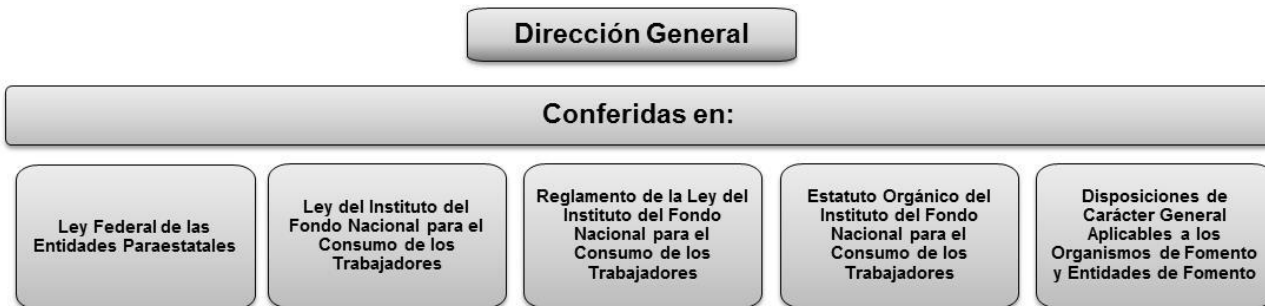 Dirección General
Conferidas en:
Ley Federal de las
Entidades Paraestatales
Ley del Instituto del
Fondo Nacional para el
Consumo de los
Trabajadores
Reglamento de la Ley del
Instituto del Fondo
Nacional para el
Consumo de los
Trabajadores
Estatuto Orgánico del
Instituto del Fondo
Nacional para el
Consumo de los
Trabajadores
Disposiciones de
Carácter General
Aplicables a los
Organismos de Fomento
y Entidades de Fomento